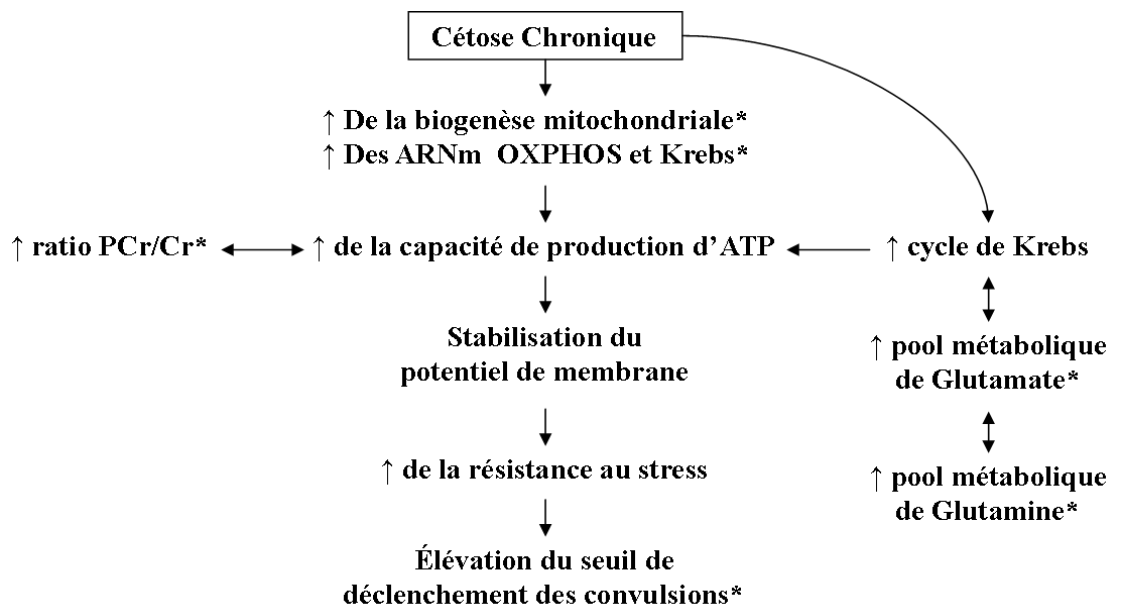 Cétose Chronique
↑ De la biogenèse mitochondriale*
↑ Des ARNm OXPHOS et Krebs*
↑ ratio PCr/Cr*
↑ de la capacité de production d’ATP
↑ cycle de Krebs
Stabilisation du
potentiel de membrane
↑ pool métabolique
de Glutamate*
↑ de la résistance au stress
↑ pool métabolique
de Glutamine*
Élévation du seuil de
déclenchement des convulsions*